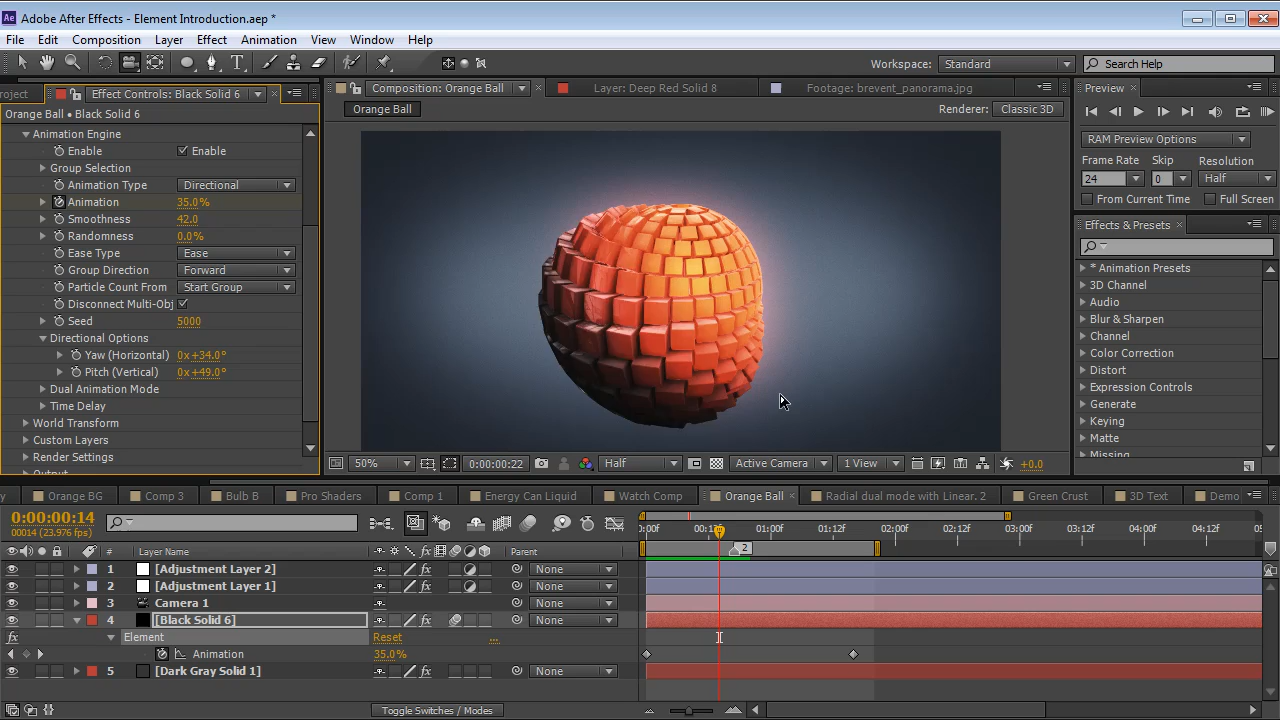 Ae Adobe After Effects - Element Introduction.aep *
File Edit Composition Layer Effect Animation View Window Help
T Workspace: Standard Search Help
roject Effect Controls: Black Solid 6 Composition: Orange Ball Layer: Deep Red Solid 8 Footage: brevent_panorama.jpg Preview
Orange Ball • Black Solid 6
Orange Ball Renderer: Classic 3D
Animation Engine
Enable Enable
Group Selection
Animation Type Directional
Animation 35.0%
Smoothness 42.0
Randomness 0.0%
Ease Type Ease
Group Direction Forward
Particle Count From Start Group
Disconnect Multi-Obj
Seed 5000
Directional Options
Yaw (Horizontal) 0x+34.0°
Pitch (Vertical) 0x+49.0°
Dual Animation Mode
Time Delay
World Transform
Custom Layers
Render Settings
Output
RAM Preview Options
Frame Rate Skip Resolution
24 0 Half
From Current Time Full Screen
Effects & Presets
* Animation Presets
3D Channel
Audio
Blur & Sharpen
Channel
Color Correction
Distort
Expression Controls
Generate
Keying
Matte
Missing
50% 0:00:00:22 Half Active Camera 1 View +0.0
y Orange BG Comp 3 Bulb B Pro Shaders Comp 1 Energy Can Liquid Watch Comp Orange Ball Radial dual mode with Linear. 2 Green Crust 3D Text Demo
0:00:00:14
00014 (23.976 fps)
:00f 00:12f 01:00f 01:12f 02:00f 02:12f 03:00f 03:12f 04:00f 04:12f 05
# Layer Name fx Parent
2
1 [Adjustment Layer 2] fx None
2 [Adjustment Layer 1] fx None
3 Camera 1 None
4 [Black Solid 6] fx None
fx Element Reset ...
Animation 35.0%
5 [Dark Gray Solid 1] fx None
Toggle Switches / Modes